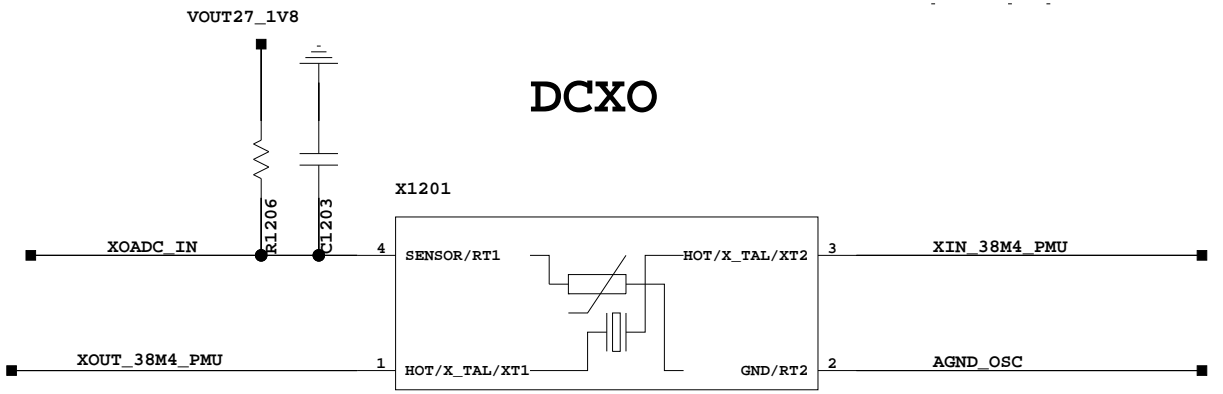 VOUT27_1V8
DCXO
X1201
R1206
C1203
XOADC_IN
4
SENSOR/RT1
HOT/X_TAL/XT2
3
XIN_38M4_PMU
XOUT_38M4_PMU
1
HOT/X_TAL/XT1
GND/RT2
2
AGND_OSC